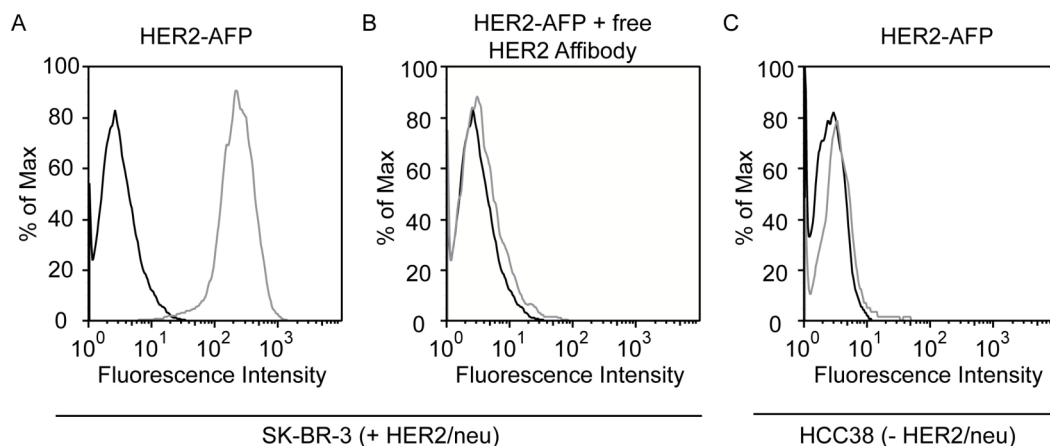 A
HER2-AFP
% of Max
100
80
60
40
20
0
10^0 10^1 10^2 10^3
Fluorescence Intensity
B
HER2-AFP + free
HER2 Affibody
% of Max
100
80
60
40
20
0
10^0 10^1 10^2 10^3
Fluorescence Intensity
SK-BR-3 (+ HER2/neu)
C
HER2-AFP
% of Max
100
80
60
40
20
0
10^0 10^1 10^2 10^3
Fluorescence Intensity
HCC38 (- HER2/neu)